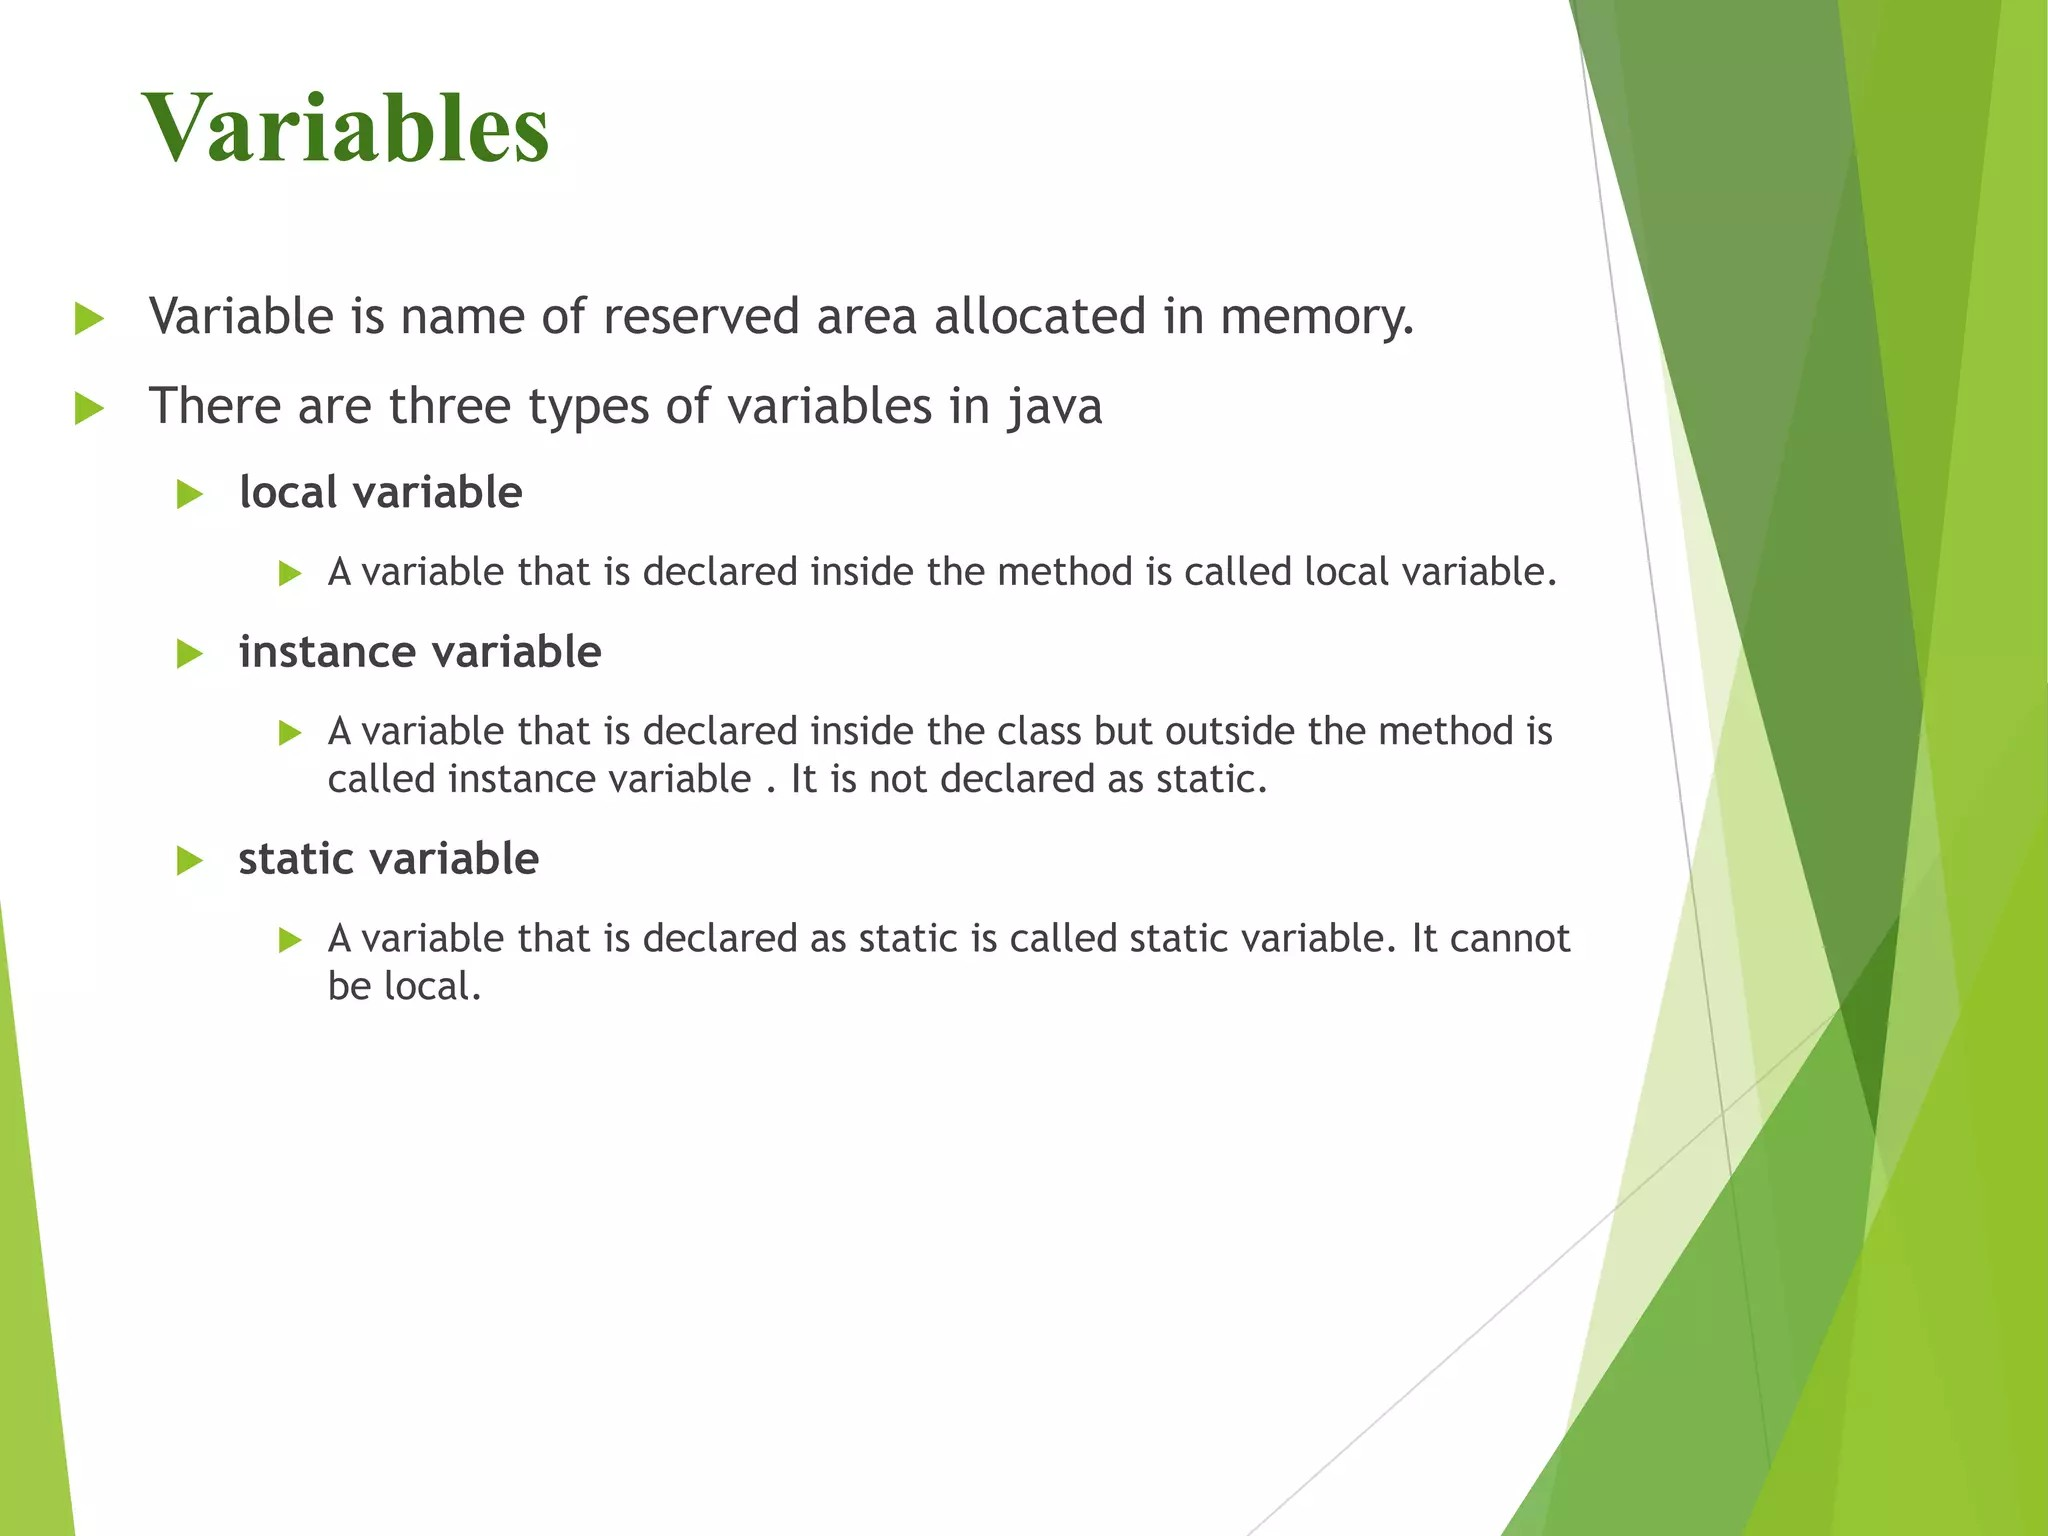 Variables
Variable is name of reserved area allocated in memory.
There are three types of variables in java
local variable
A variable that is declared inside the method is called local variable.
instance variable
A variable that is declared inside the class but outside the method is
called instance variable . It is not declared as static.
static variable
A variable that is declared as static is called static variable. It cannot
be local.